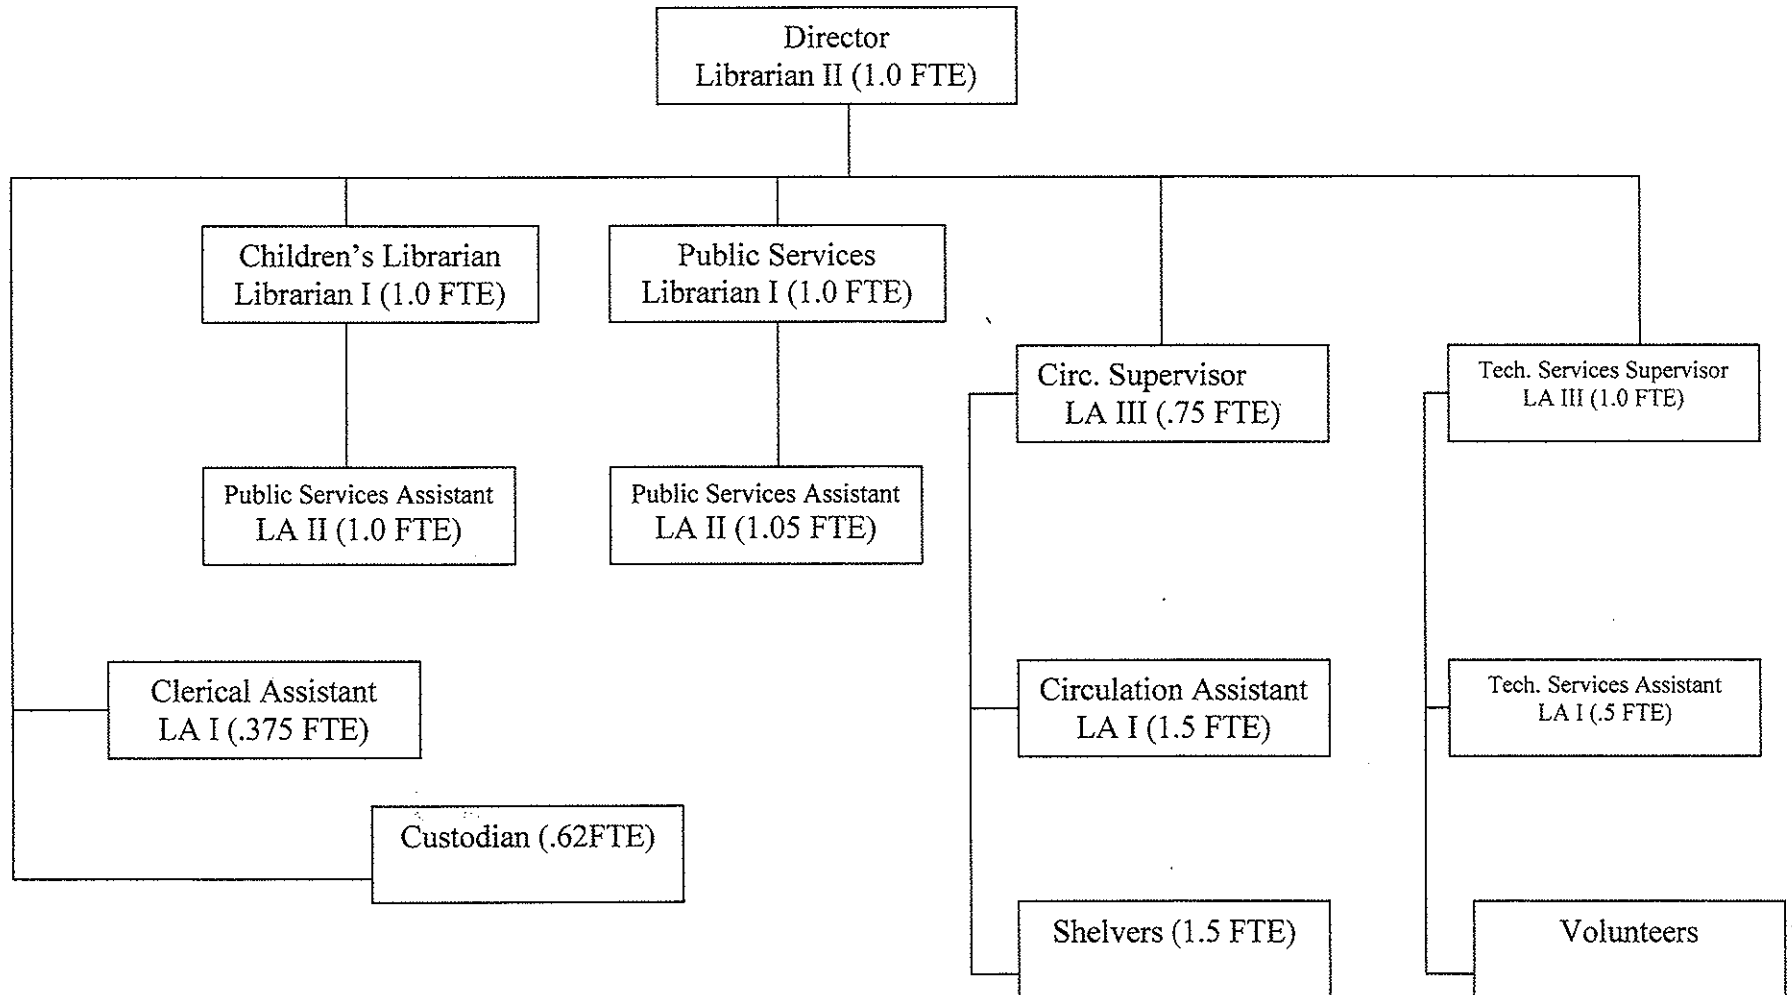 Director
Librarian II (1.0 FTE)
Children's Librarian
Librarian I (1.0 FTE)
Public Services
Librarian I (1.0 FTE)
Circ. Supervisor
LA III (.75 FTE)
Tech. Services Supervisor
LA III (1.0 FTE)
Public Services Assistant
LA II (1.0 FTE)
Public Services Assistant
LA II (1.05 FTE)
Clerical Assistant
LA I (.375 FTE)
Circulation Assistant
LA I (1.5 FTE)
Tech. Services Assistant
LA I (.5 FTE)
Custodian (.62FTE)
Shelvers (1.5 FTE)
Volunteers